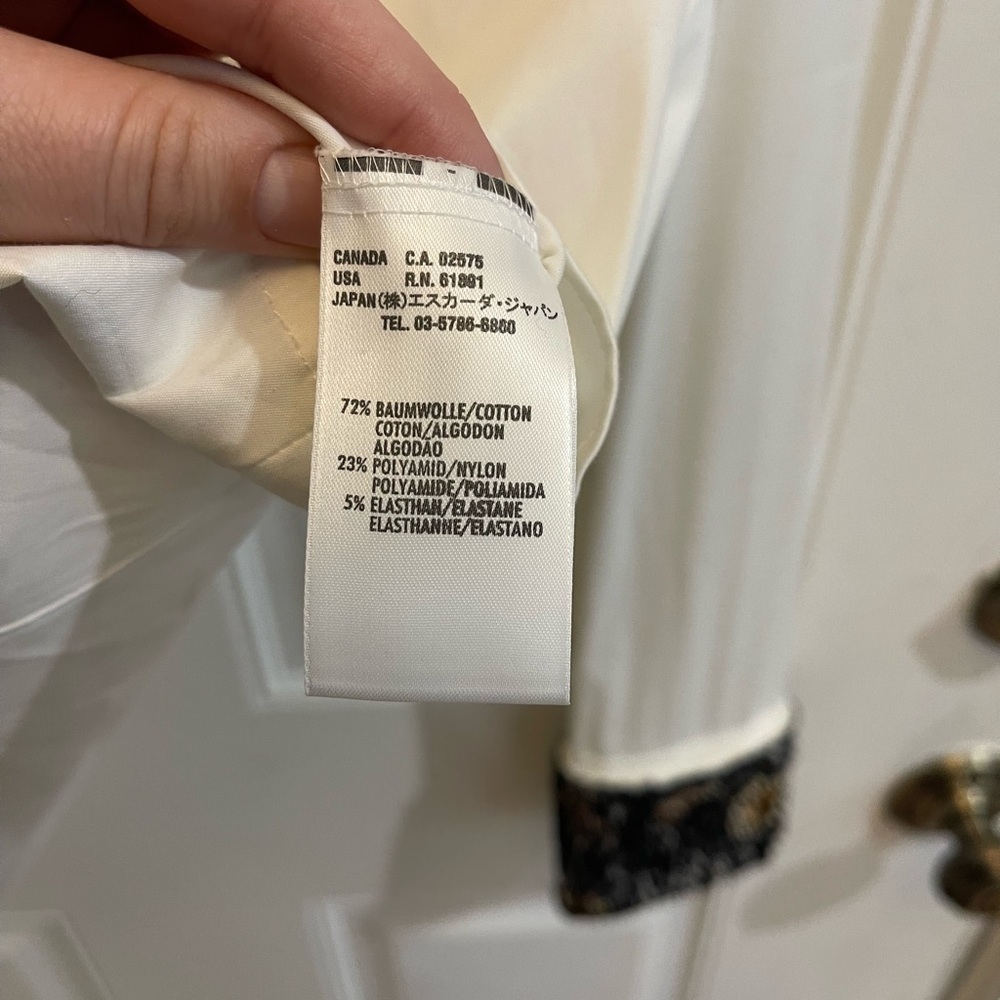 CANADA C.A. 02575
USA R.N. 61891
JAPAN (株)エスカーダ・ジャパン
TEL. 03-5786-6860
72% BAUMWOLLE/COTTON
COTON/ALGODON
ALGODÃO
23% POLYAMID/NYLON
POLYAMIDE/POLIAMIDA
5% ELASTHAN/ELASTANE
ELASTHANNE/ELASTANO